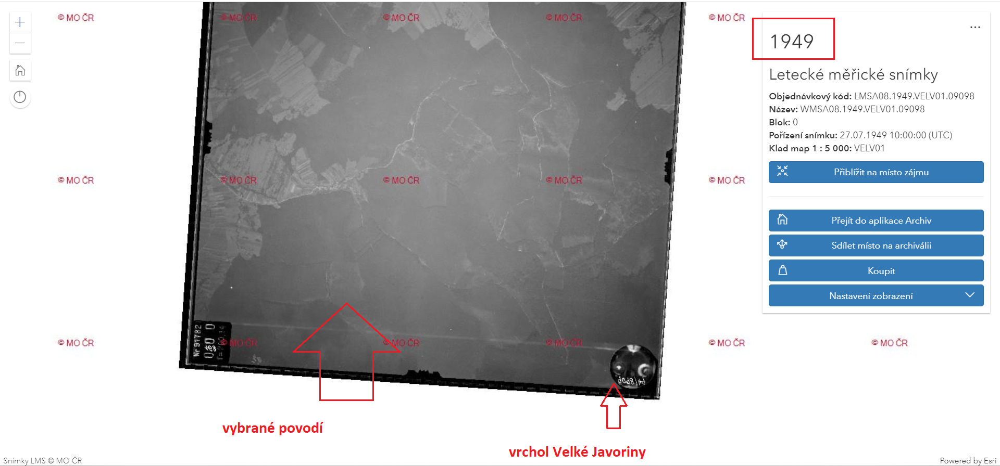 © MO ČR © MO ČR © MO ČR © MO ČR © MO ČR
1949
Letecké měřické snímky
Objednávkový kód: LMSA08.1949.VELV01.09098
Název: WMSA08.1949.VELV01.09098
Blok: 0
Pořízení snímku: 27.07.1949 10:00:00 (UTC)
Klad map 1 : 5 000: VELV01
Přiblížit na místo zájmu
© MO ČR © MO ČR © MO ČR © MO ČR © MO ČR
Přejít do aplikace Archiv
Sdílet místo na archiválii
Koupit
Nastavení zobrazení
Nr 91782
© MO ČR © MO ČR © MO ČR © MO ČR © MO ČR © MO ČR
vybrané povodí
vrchol Velké Javoriny
Snímky LMS © MO ČR
Powered by Esri